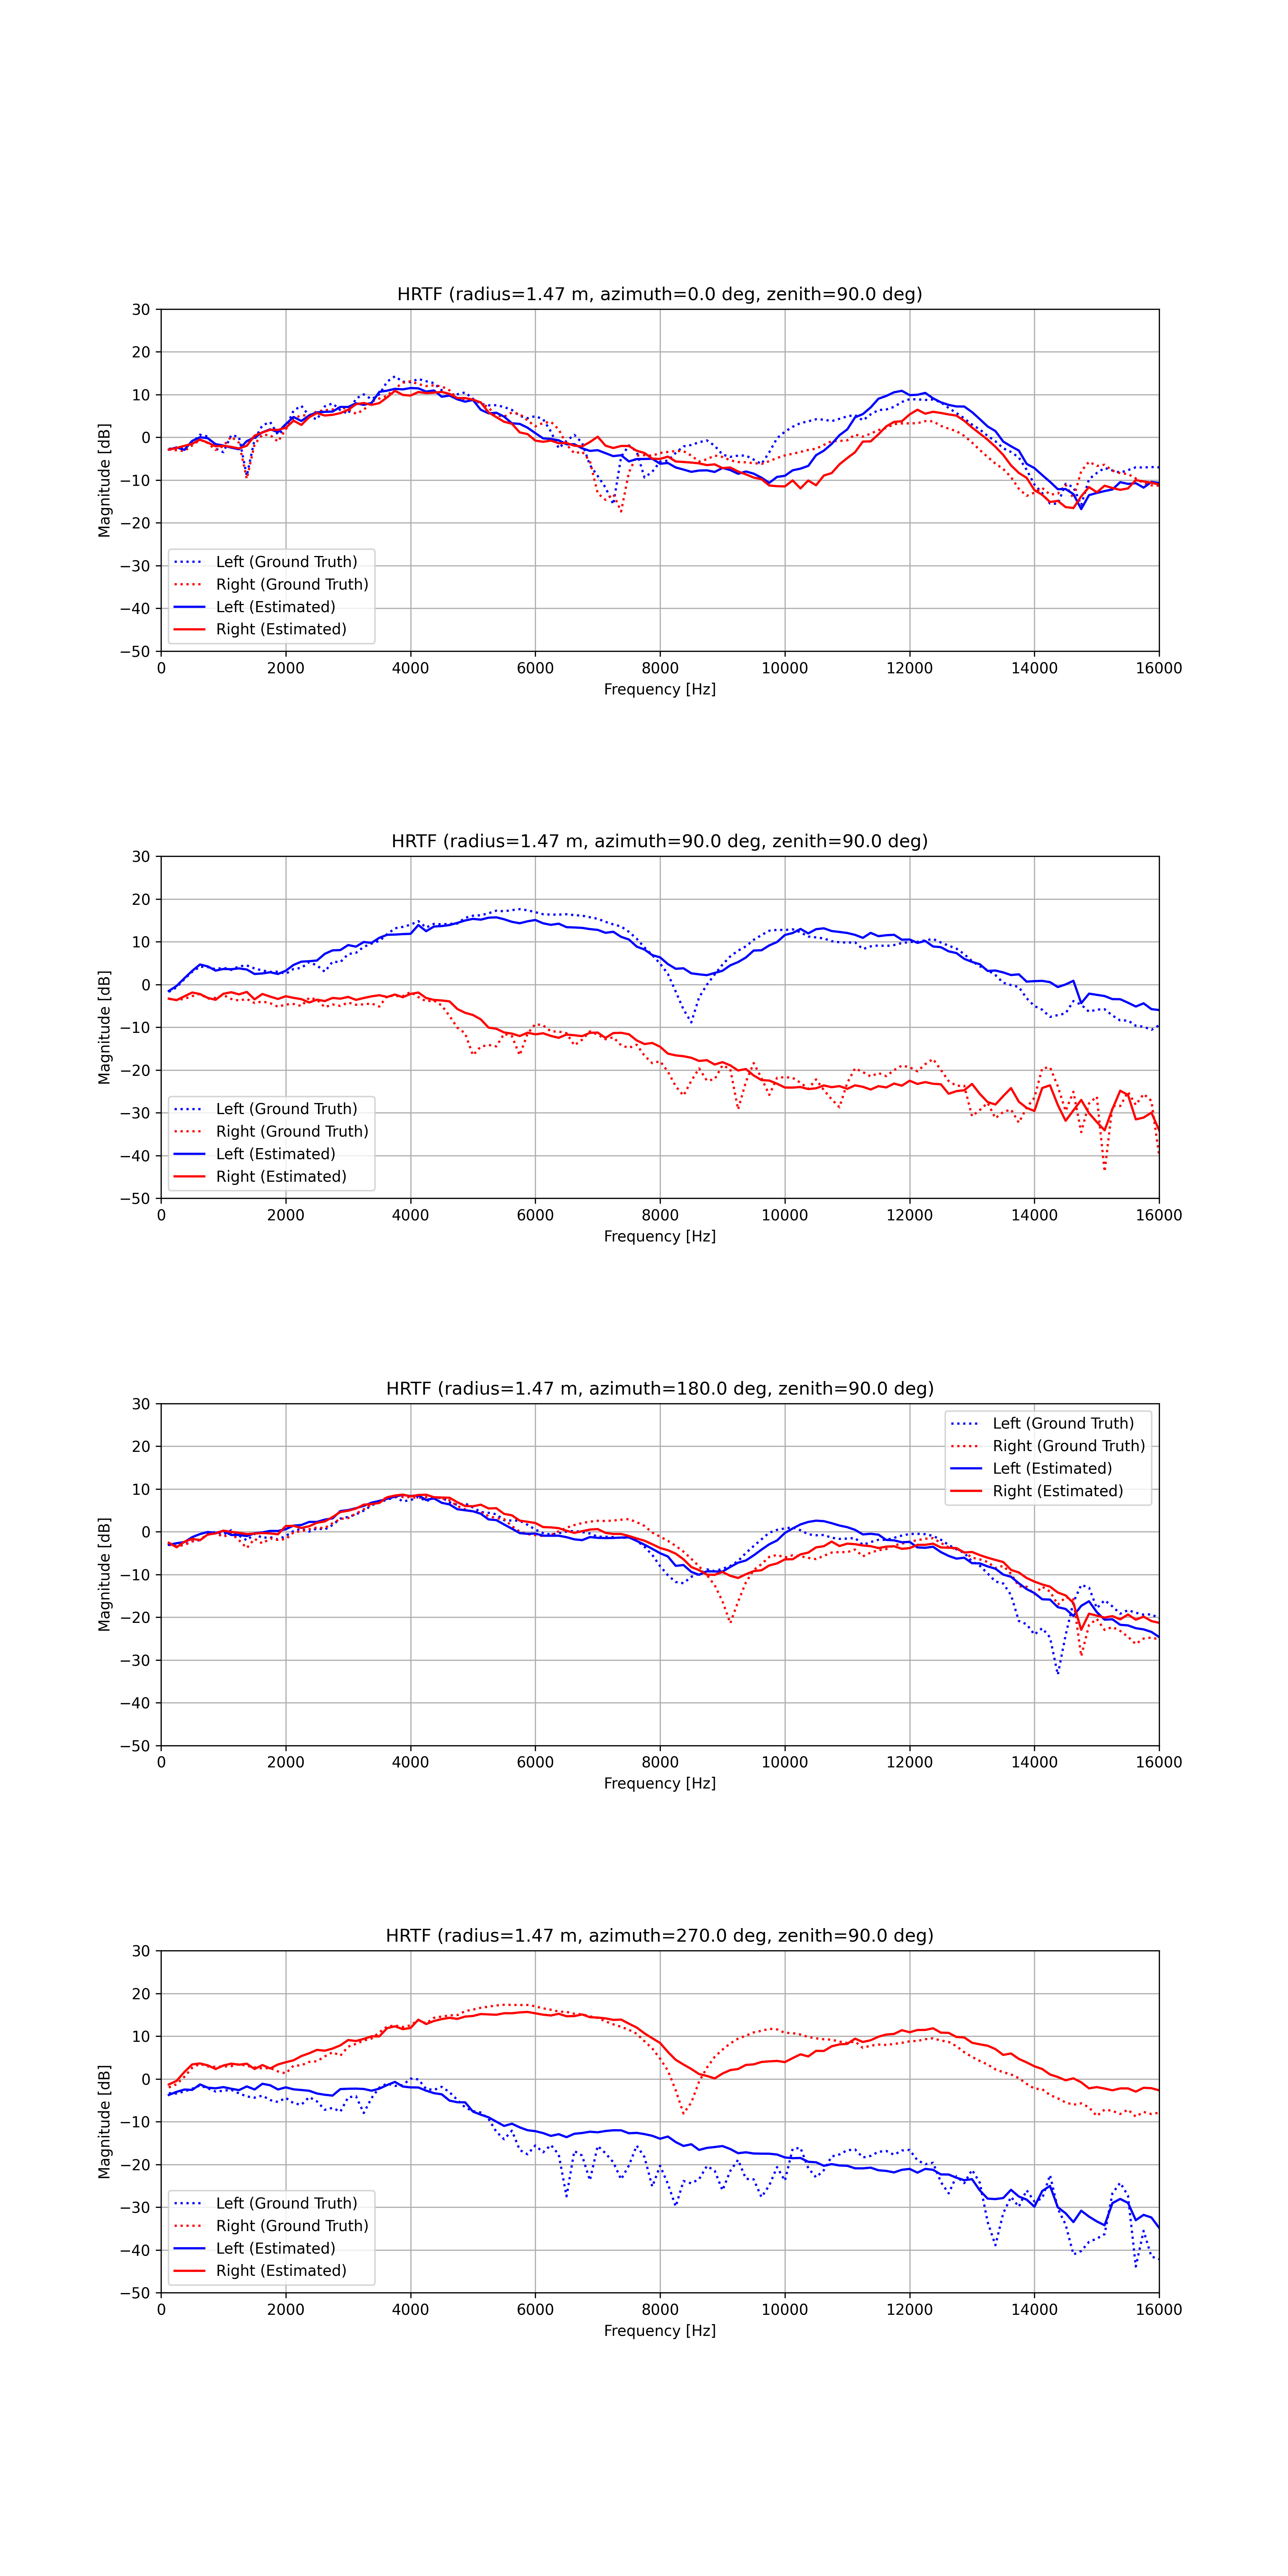 HRTF (radius=1.47 m, azimuth=0.0 deg, zenith=90.0 deg)
30
20
10
0
−10
−20
−30
−40
−50
Magnitude [dB]
Left (Ground Truth)
Right (Ground Truth)
Left (Estimated)
Right (Estimated)
0 2000 4000 6000 8000 10000 12000 14000 16000
Frequency [Hz]
HRTF (radius=1.47 m, azimuth=90.0 deg, zenith=90.0 deg)
30
20
10
0
−10
−20
−30
−40
−50
Magnitude [dB]
Left (Ground Truth)
Right (Ground Truth)
Left (Estimated)
Right (Estimated)
0 2000 4000 6000 8000 10000 12000 14000 16000
Frequency [Hz]
HRTF (radius=1.47 m, azimuth=180.0 deg, zenith=90.0 deg)
30
20
10
0
−10
−20
−30
−40
−50
Magnitude [dB]
Left (Ground Truth)
Right (Ground Truth)
Left (Estimated)
Right (Estimated)
0 2000 4000 6000 8000 10000 12000 14000 16000
Frequency [Hz]
HRTF (radius=1.47 m, azimuth=270.0 deg, zenith=90.0 deg)
30
20
10
0
−10
−20
−30
−40
−50
Magnitude [dB]
Left (Ground Truth)
Right (Ground Truth)
Left (Estimated)
Right (Estimated)
0 2000 4000 6000 8000 10000 12000 14000 16000
Frequency [Hz]